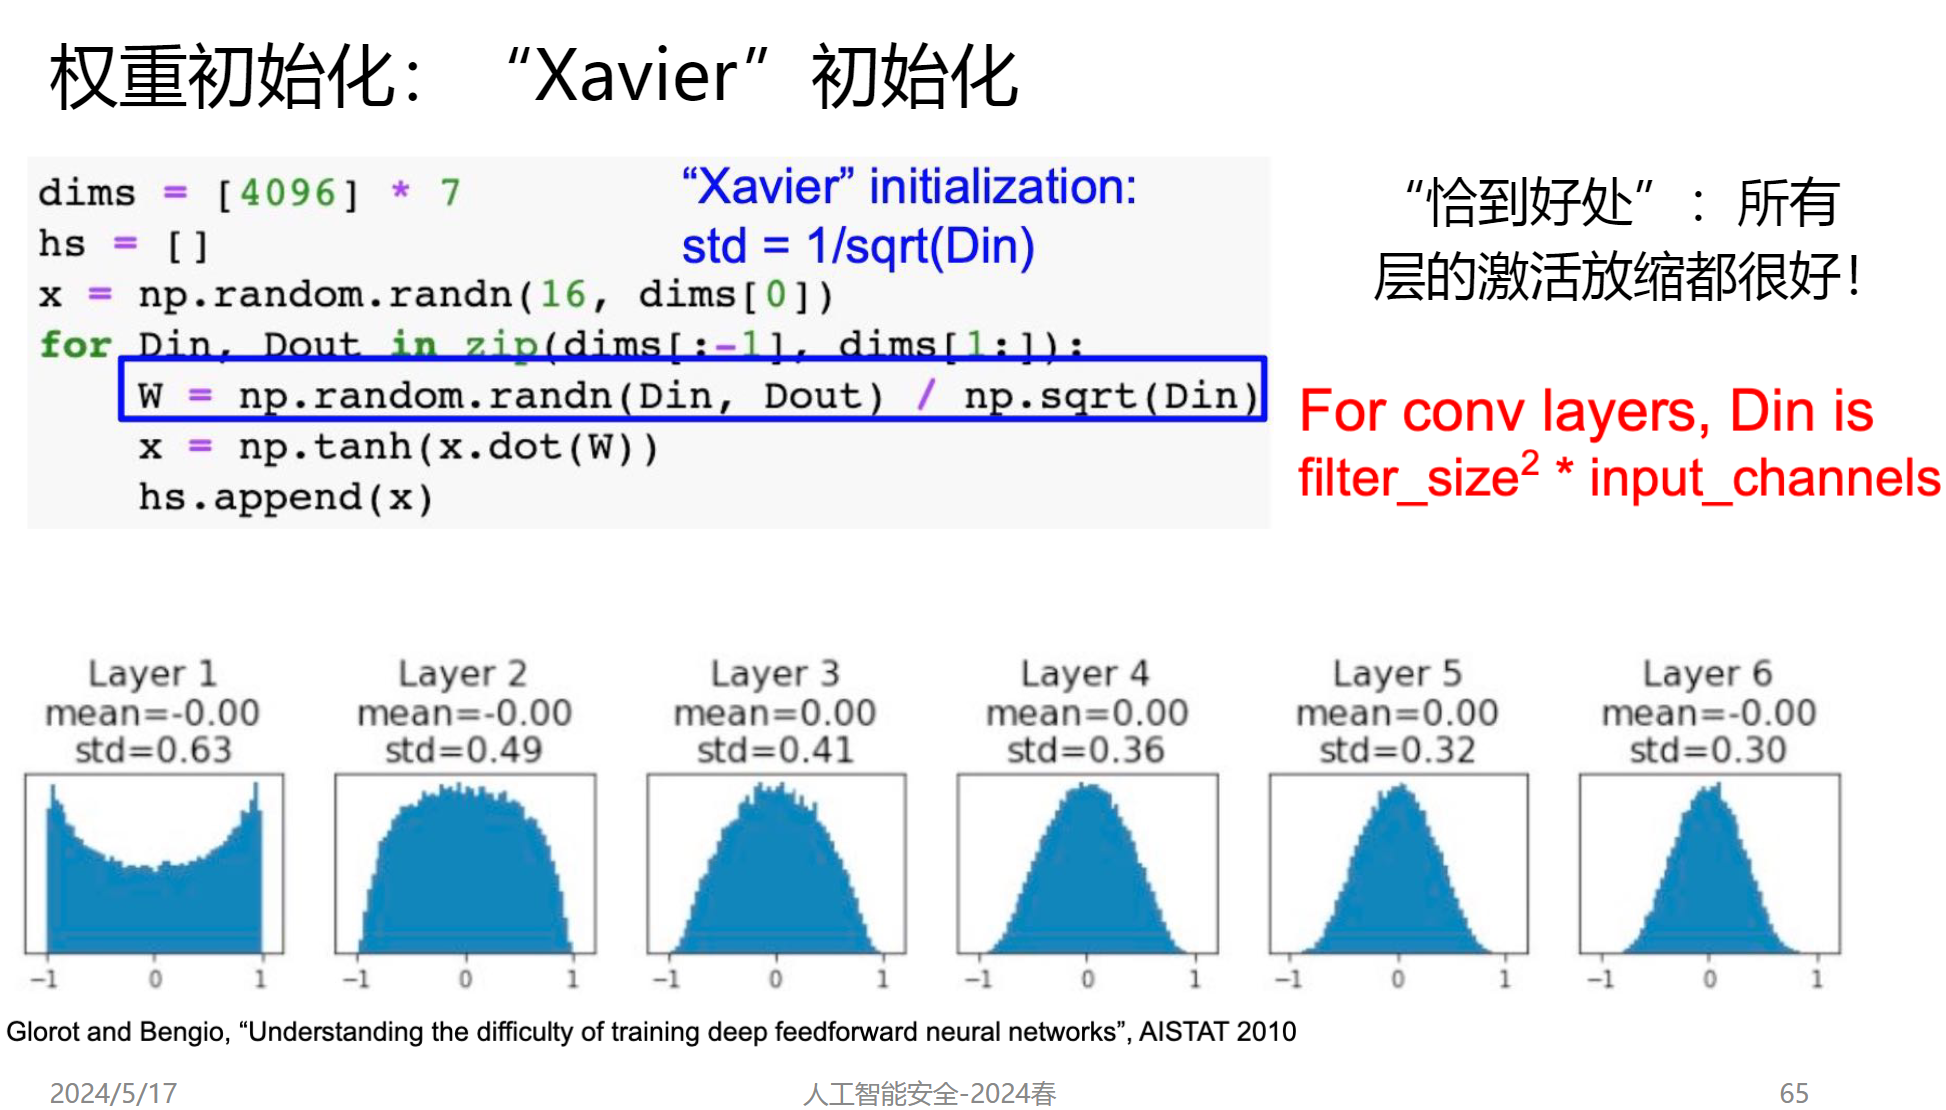 权重初始化：“Xavier”初始化
dims = [4096] * 7
hs = []
x = np.random.randn(16, dims[0])
for Din, Dout in zip(dims[:-1], dims[1:]):
W = np.random.randn(Din, Dout) / np.sqrt(Din)
x = np.tanh(x.dot(W))
hs.append(x)
“Xavier” initialization:
std = 1/sqrt(Din)
“恰到好处”：所有
层的激活放缩都很好！
For conv layers, Din is
filter_size² * input_channels
Layer 1
mean=-0.00
std=0.63
-1 0 1
Layer 2
mean=-0.00
std=0.49
-1 0 1
Layer 3
mean=0.00
std=0.41
-1 0 1
Layer 4
mean=0.00
std=0.36
-1 0 1
Layer 5
mean=0.00
std=0.32
-1 0 1
Layer 6
mean=-0.00
std=0.30
-1 0 1
Glorot and Bengio, “Understanding the difficulty of training deep feedforward neural networks”, AISTAT 2010
2024/5/17
人工智能安全-2024春
65